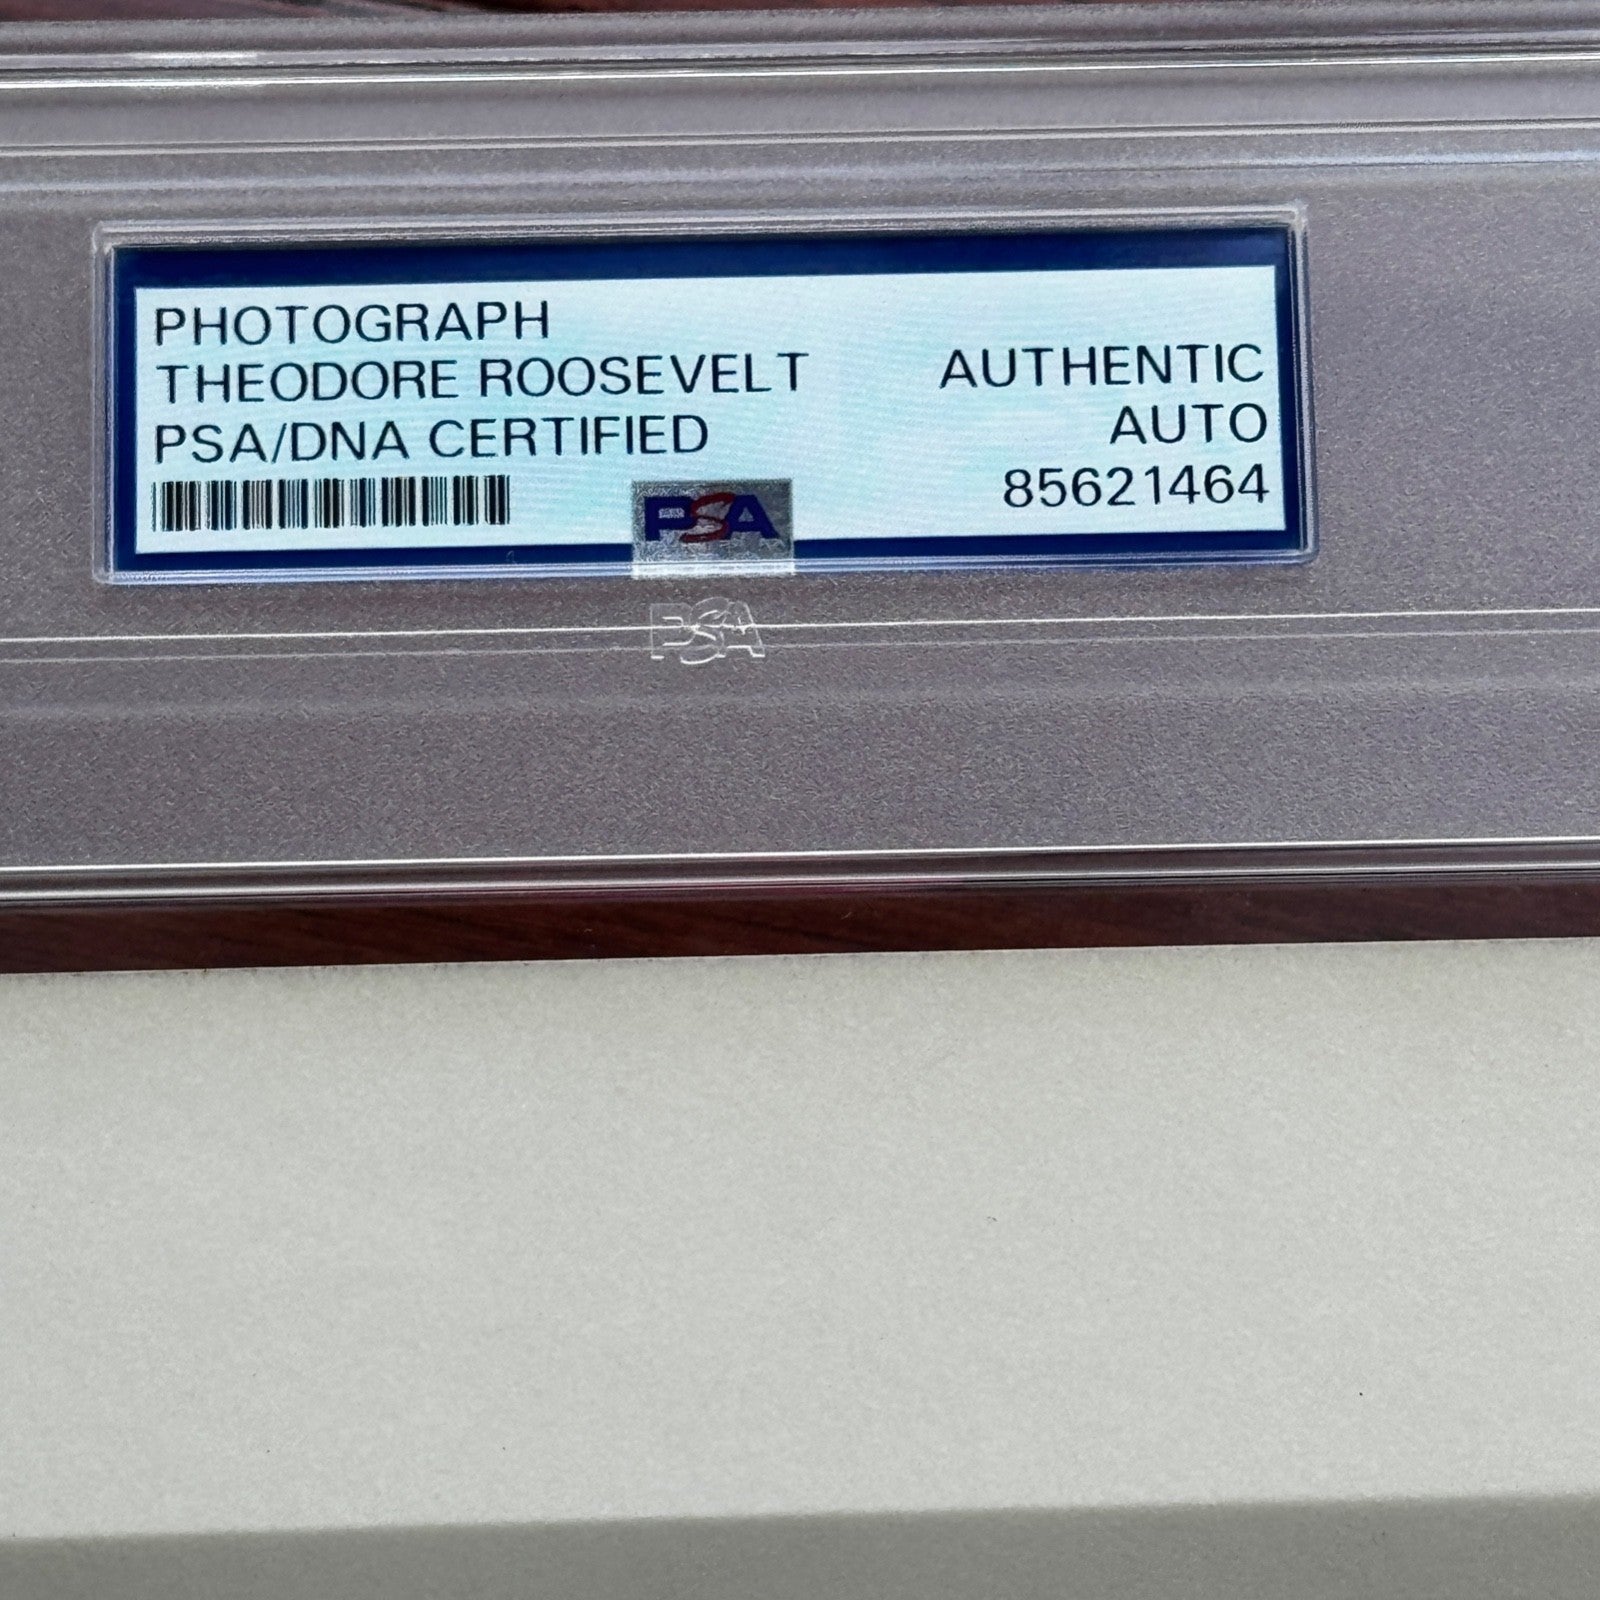 PHOTOGRAPH
THEODORE ROOSEVELT
PSA/DNA CERTIFIED
AUTHENTIC
AUTO
85621464
PSA
PSA